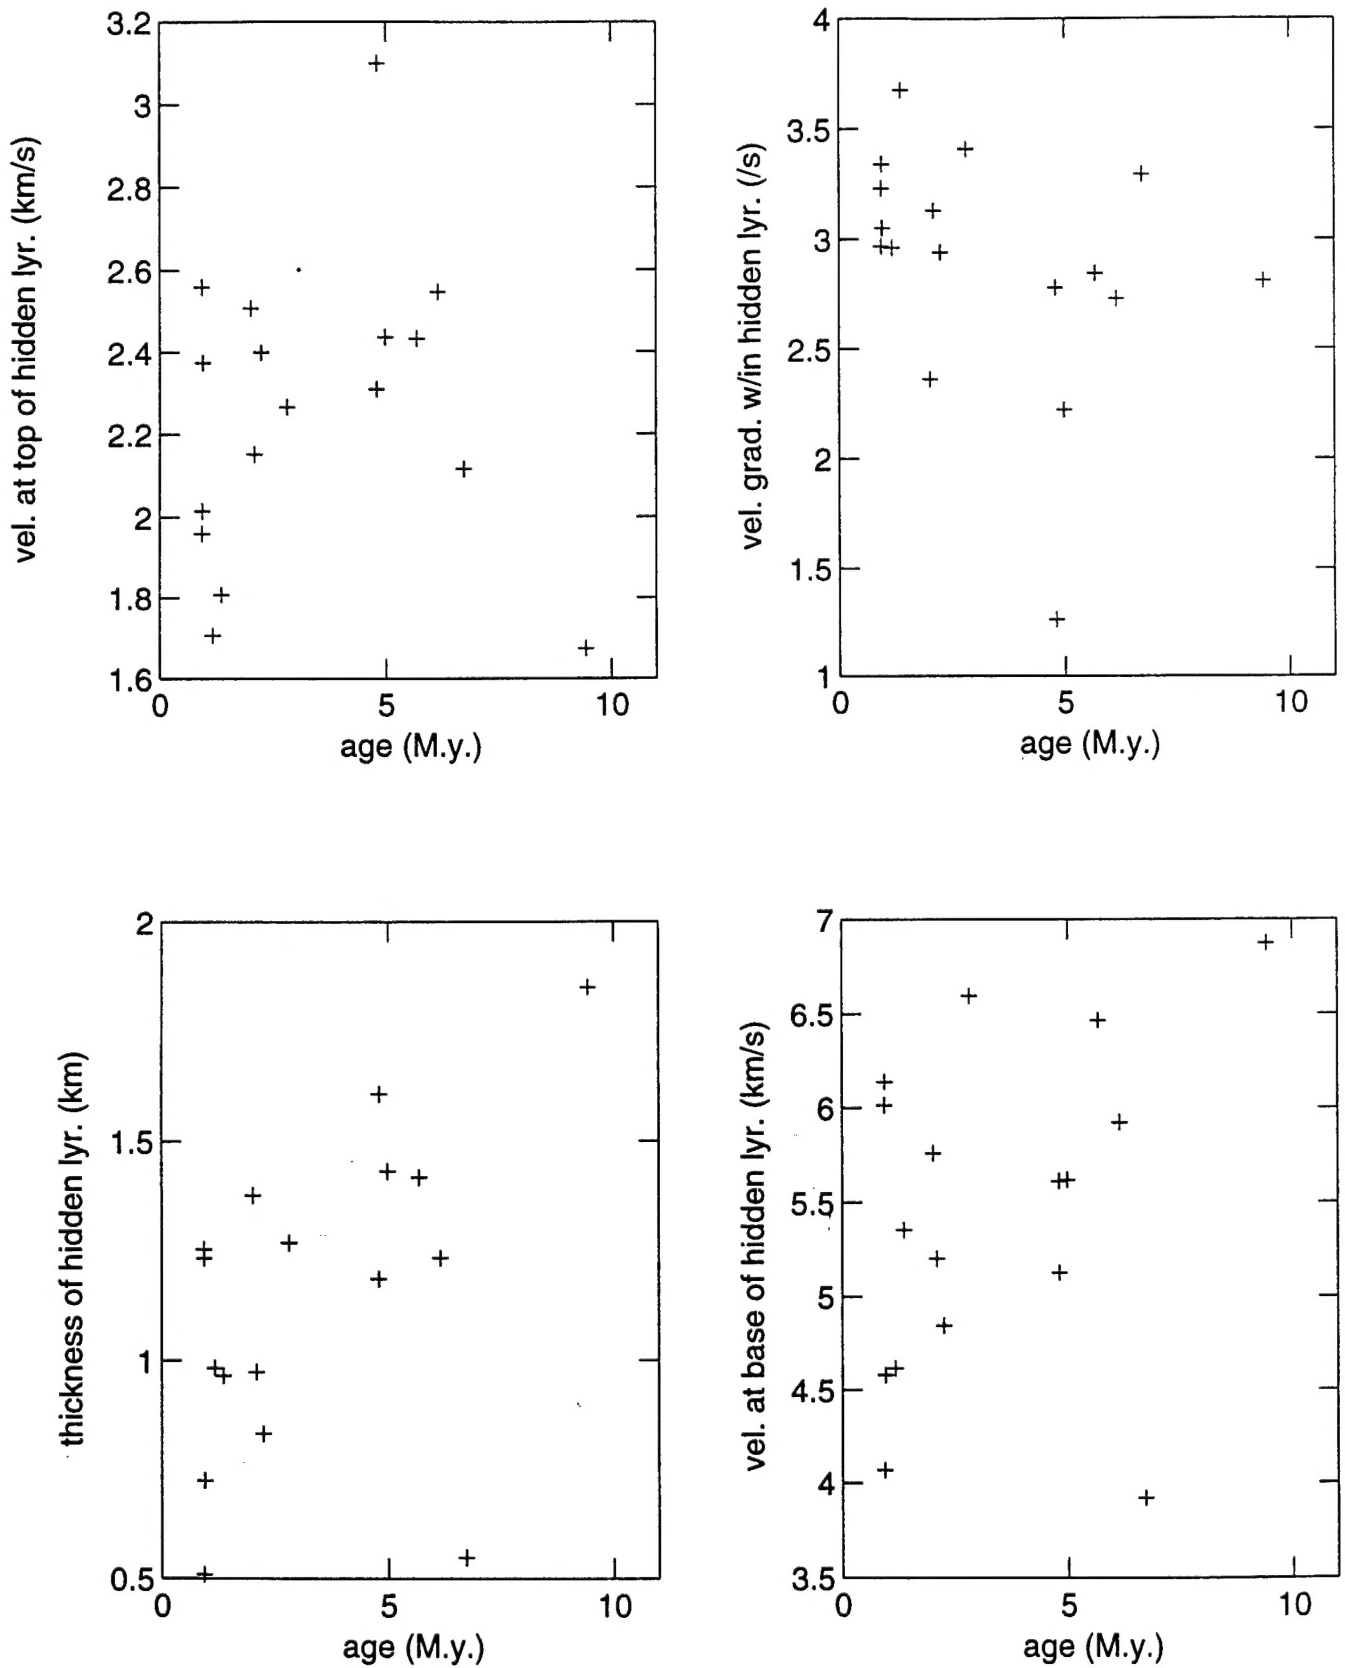 3.2
3
2.8
2.6
2.4
2.2
2
1.8
1.6
0 5 10
age (M.y.)
vel. at top of hidden lyr. (km/s)
4
3.5
3
2.5
2
1.5
1
0 5 10
age (M.y.)
vel. grad. w/in hidden lyr. (/s)
2
1.5
1
0.5
0 5 10
age (M.y.)
thickness of hidden lyr. (km)
7
6.5
6
5.5
5
4.5
4
3.5
0 5 10
age (M.y.)
vel. at base of hidden lyr. (km/s)